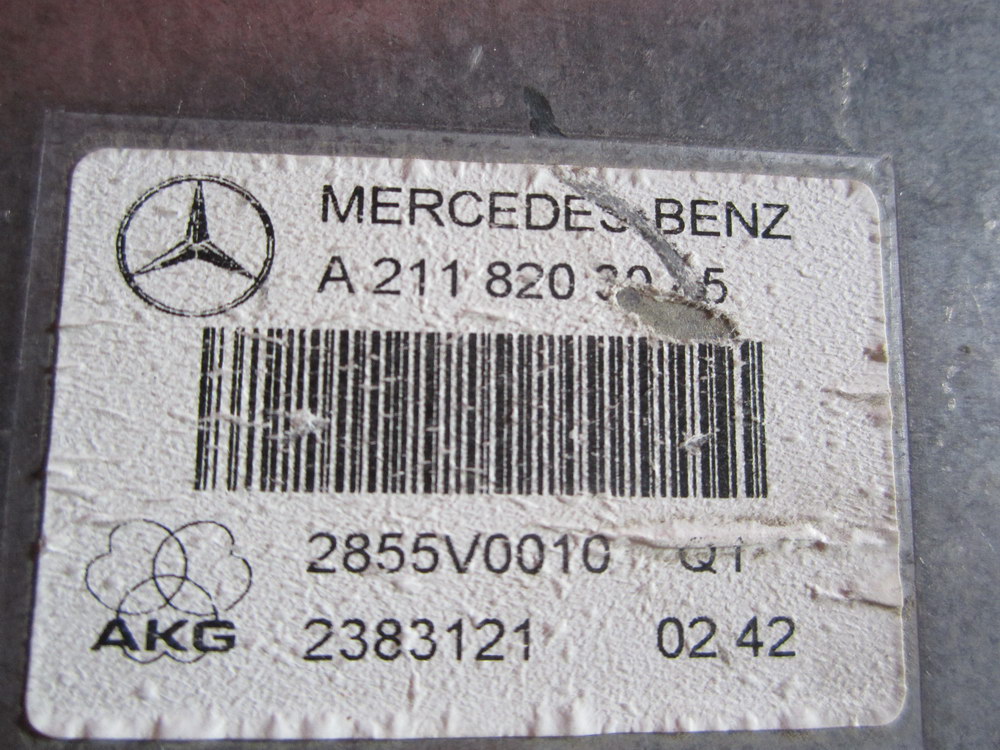 MERCEDES-BENZ
A 211 820
2855V0010 Q1
AKG 2383121 02 42